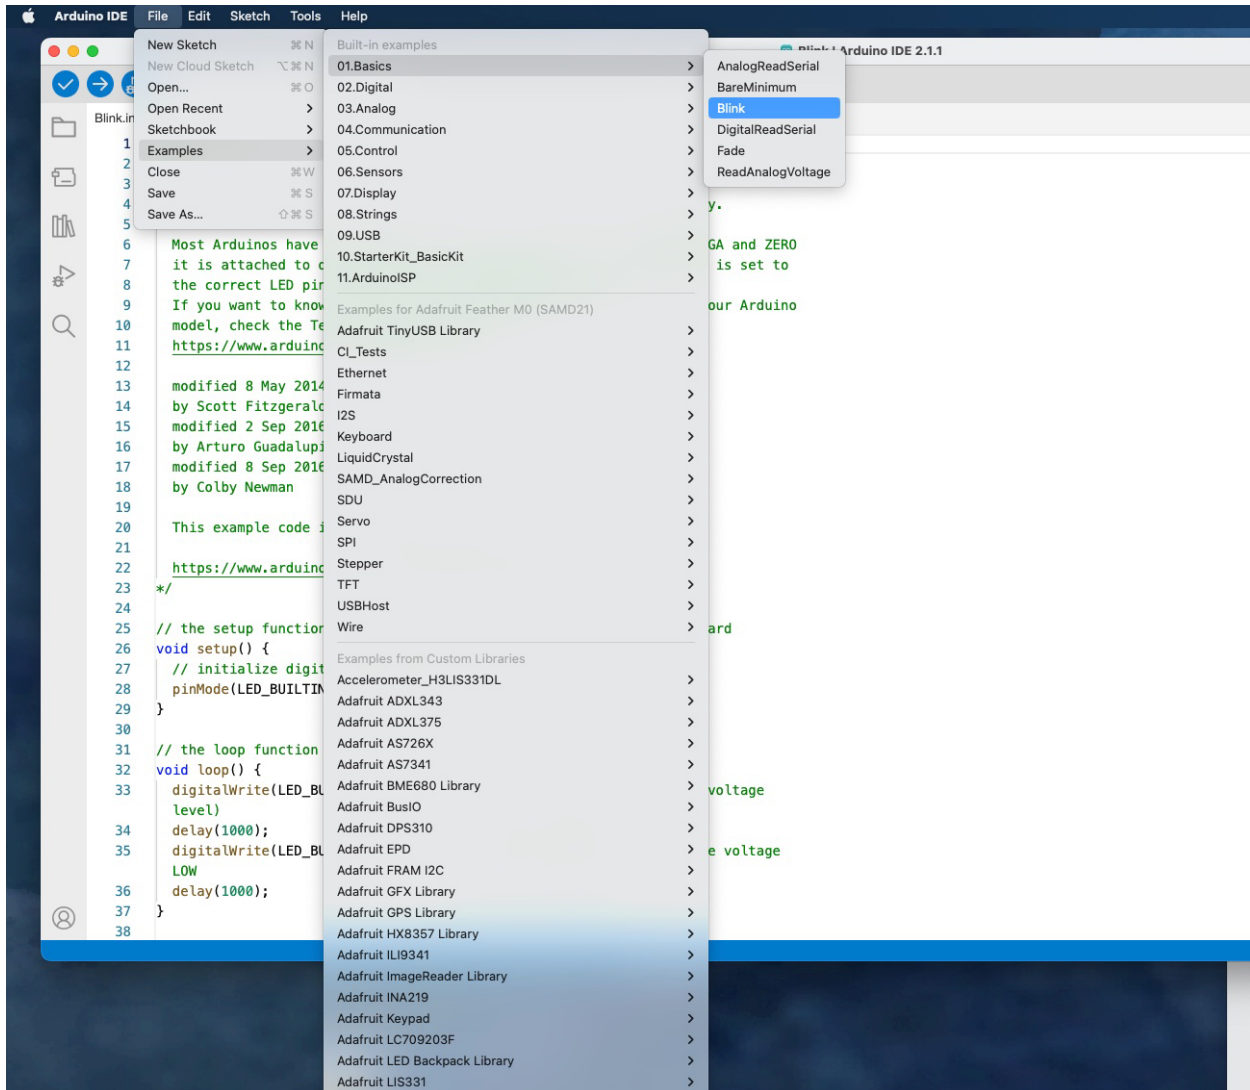 Arduino IDE File Edit Sketch Tools Help
Arduino IDE 2.1.1
New Sketch ⌘ N
New Cloud Sketch ⌥ ⌘ N
Open... ⌘ O
Open Recent
Sketchbook
Examples
Close ⌘ W
Save ⌘ S
Save As... ⇧ ⌘ S
Built-in examples
01.Basics
02.Digital
03.Analog
04.Communication
05.Control
06.Sensors
07.Display
08.Strings
09.USB
10.StarterKit_BasicKit
11.ArduinoISP
Examples for Adafruit Feather M0 (SAMD21)
Adafruit TinyUSB Library
CI_Tests
Ethernet
Firmata
I2S
Keyboard
LiquidCrystal
SAMD_AnalogCorrection
SDU
Servo
SPI
Stepper
TFT
USBHost
Wire
Examples from Custom Libraries
Accelerometer_H3LIS331DL
Adafruit ADXL343
Adafruit ADXL375
Adafruit AS726X
Adafruit AS7341
Adafruit BME680 Library
Adafruit BusIO
Adafruit DPS310
Adafruit EPD
Adafruit FRAM I2C
Adafruit GFX Library
Adafruit GPS Library
Adafruit HX8357 Library
Adafruit ILI9341
Adafruit ImageReader Library
Adafruit INA219
Adafruit Keypad
Adafruit LC709203F
Adafruit LED Backpack Library
Adafruit LIS331
AnalogReadSerial
BareMinimum
Blink
DigitalReadSerial
Fade
ReadAnalogVoltage
Blink.in
1
2
3
4 y.
5
6 Most Arduinos have GA and ZERO
7 it is attached to d is set to
8 the correct LED pin
9 If you want to know our Arduino
10 model, check the Te
11 https://www.arduino
12
13 modified 8 May 2014
14 by Scott Fitzgerald
15 modified 2 Sep 2016
16 by Arturo Guadalupi
17 modified 8 Sep 2016
18 by Colby Newman
19
20 This example code i
21
22 https://www.arduino
23 */
24
25 // the setup function ard
26 void setup() {
27 // initialize digit
28 pinMode(LED_BUILTIN
29 }
30
31 // the loop function
32 void loop() {
33 digitalWrite(LED_BU voltage
level)
34 delay(1000);
35 digitalWrite(LED_BU e voltage
LOW
36 delay(1000);
37 }
38